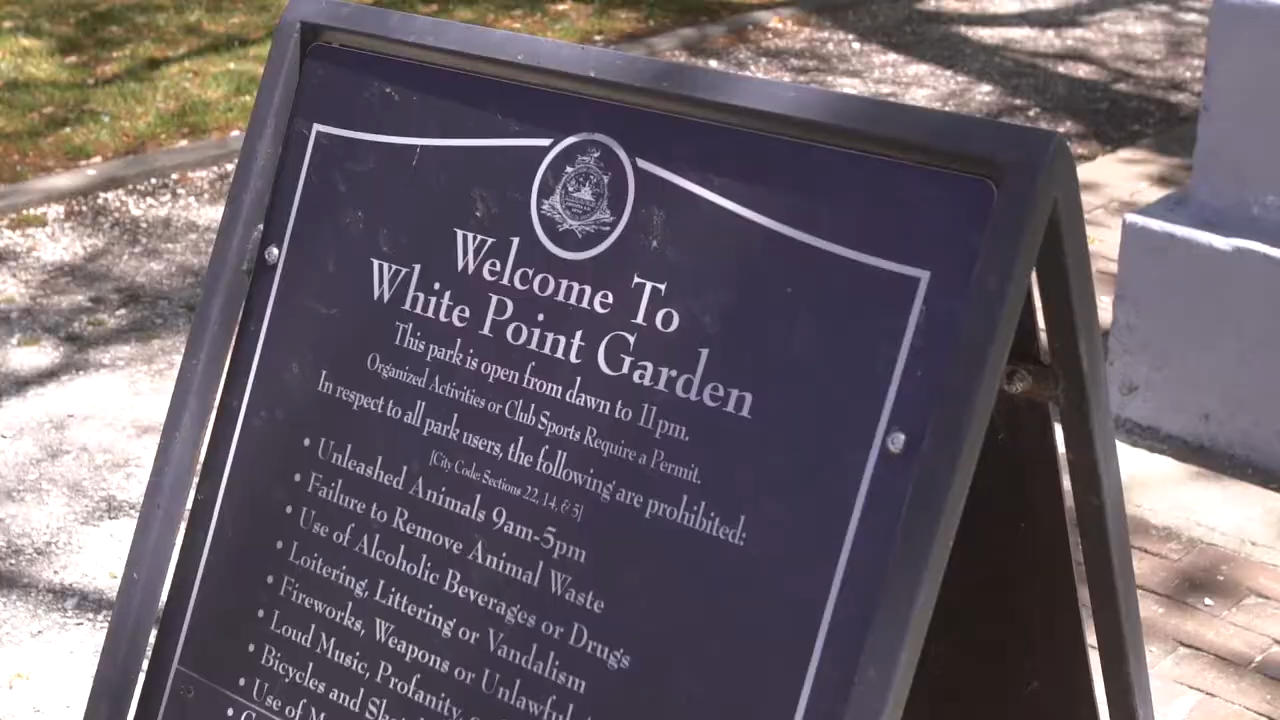 Welcome To
White Point Garden
This park is open from dawn to 11pm.
Organized Activities or Club Sports Require a Permit.
In respect to all park users, the following are prohibited:
[City Code: Sections 22, 14, & 5]
• Unleashed Animals 9am-5pm
• Failure to Remove Animal Waste
• Use of Alcoholic Beverages or Drugs
• Loitering, Littering or Vandalism
• Fireworks, Weapons or Unlawful
• Loud Music, Profanity,
• Bicycles and
• Use of